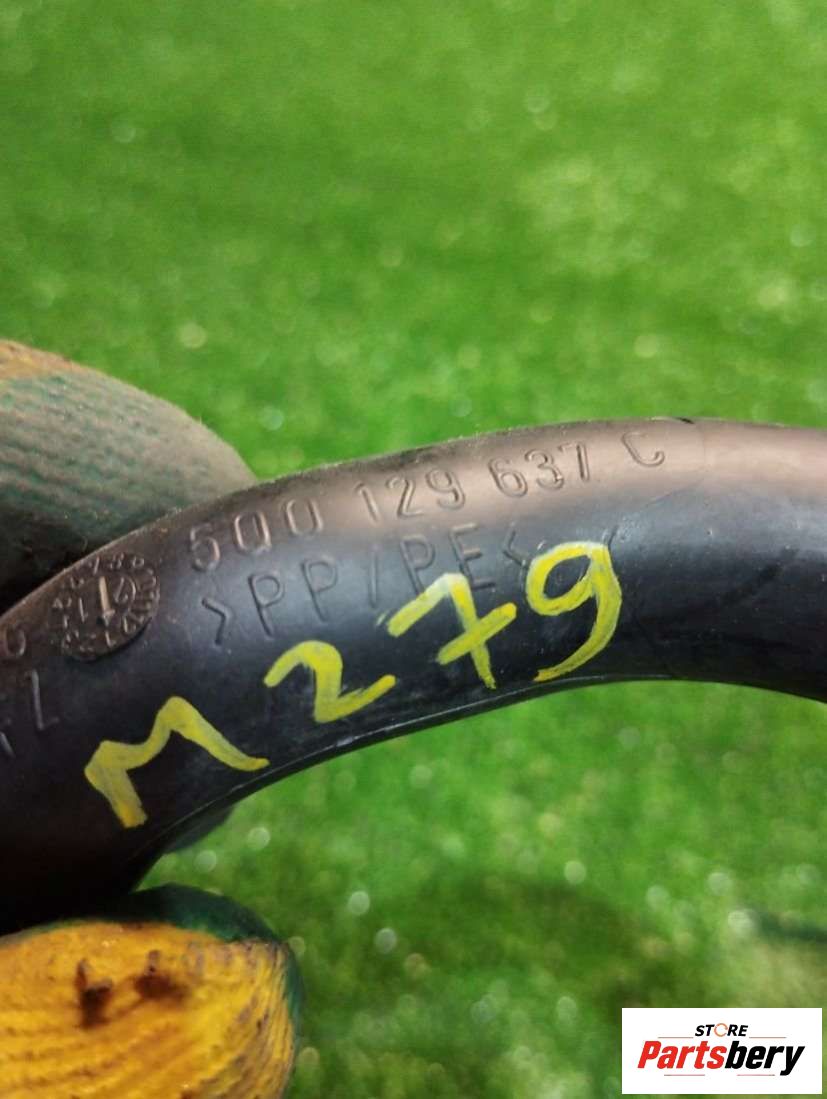 5Q0 129 637 C
>PP/PE<
M279
STORE
Partsbery